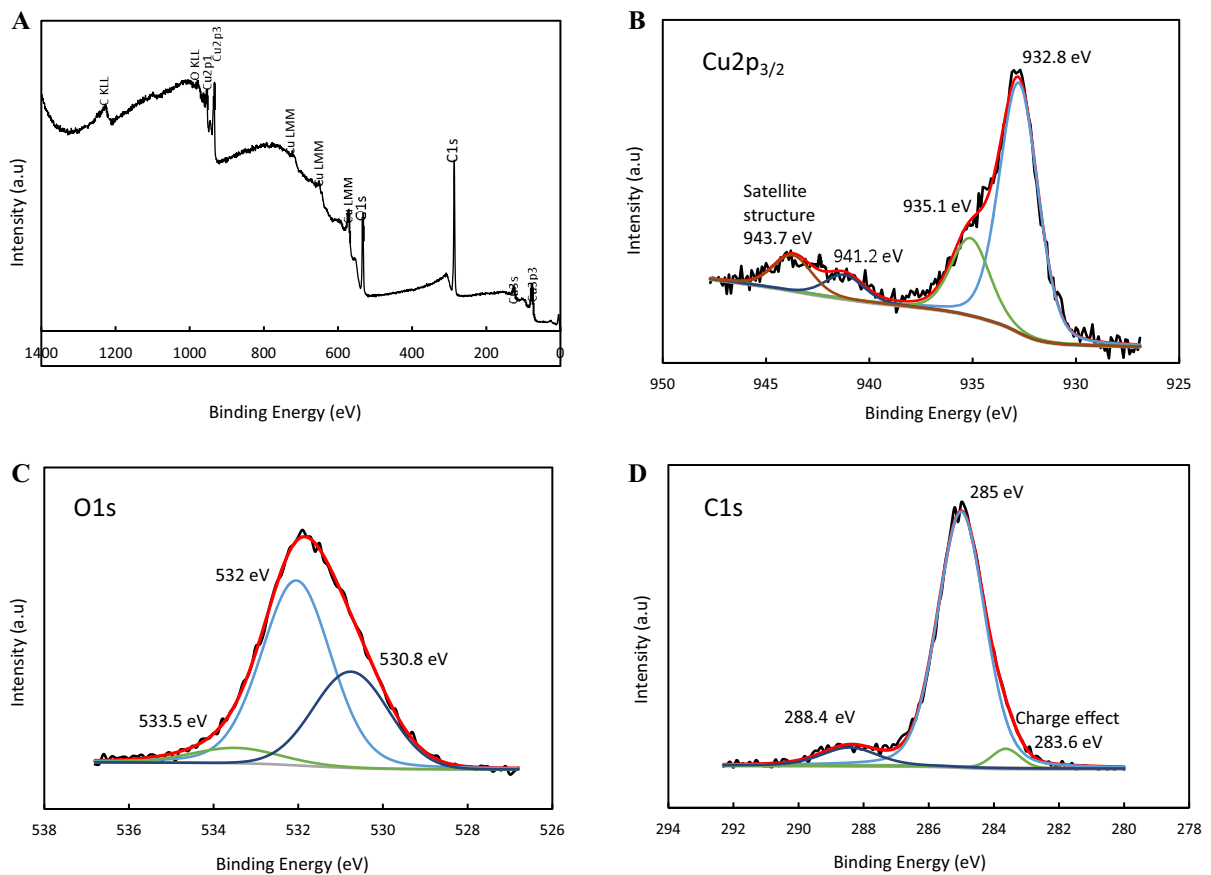 A
Intensity (a.u)
C KLL
O KLL
Cu2p1
Cu2p3
Cu LMM
Cu LMM
Cu LMM
O1s
C1s
Cu3s
Cu3p3
1400 1200 1000 800 600 400 200 0
Binding Energy (eV)
B
Cu2p3/2
Intensity (a.u)
932.8 eV
935.1 eV
Satellite
structure
943.7 eV
941.2 eV
950 945 940 935 930 925
Binding Energy (eV)
C
O1s
Intensity (a.u)
532 eV
530.8 eV
533.5 eV
538 536 534 532 530 528 526
Binding Energy (eV)
D
C1s
Intensity (a.u)
285 eV
288.4 eV
Charge effect
283.6 eV
294 292 290 288 286 284 282 280 278
Binding Energy (eV)